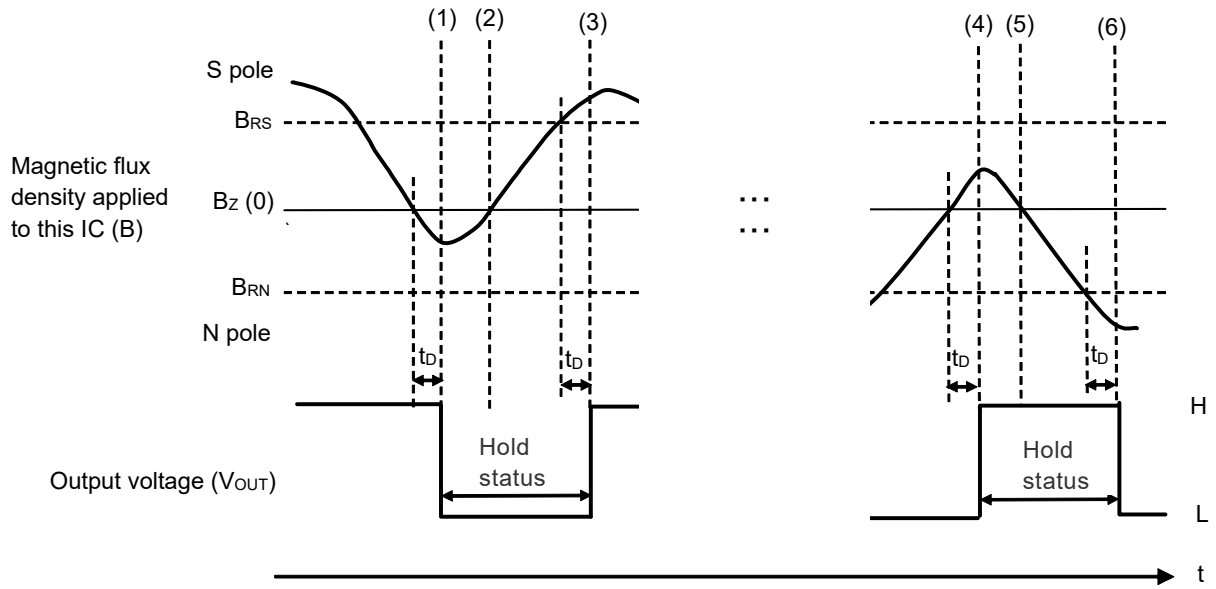 (1) (2) (3) (4) (5) (6)
S pole
BRS
Magnetic flux
density applied
to this IC (B)
BZ (0)
...
...
BRN
N pole
tD tD tD tD
H
Hold
status
Hold
status
Output voltage (VOUT)
L
t